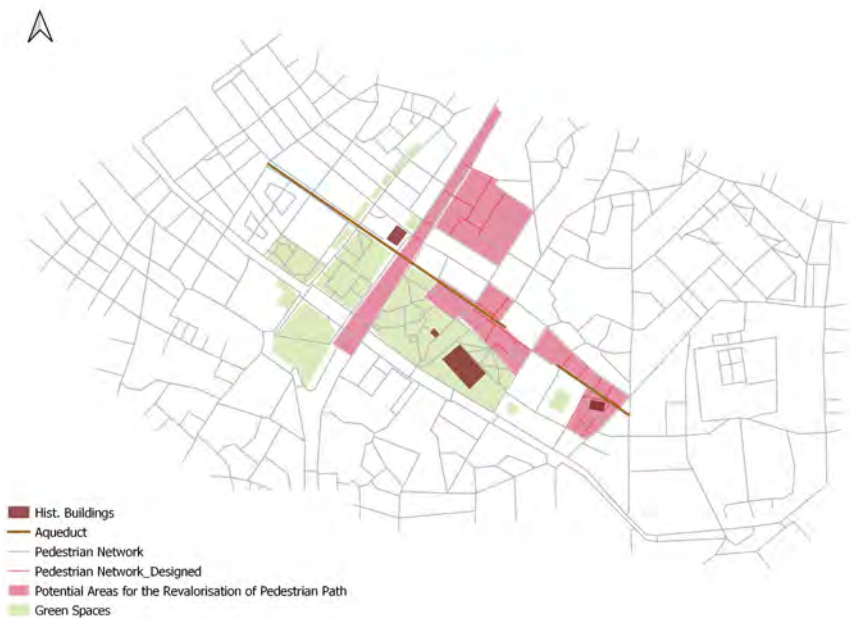 Hist. Buildings
Aqueduct
Pedestrian Network
Pedestrian Network_Designed
Potential Areas for the Revalorisation of Pedestrian Path
Green Spaces